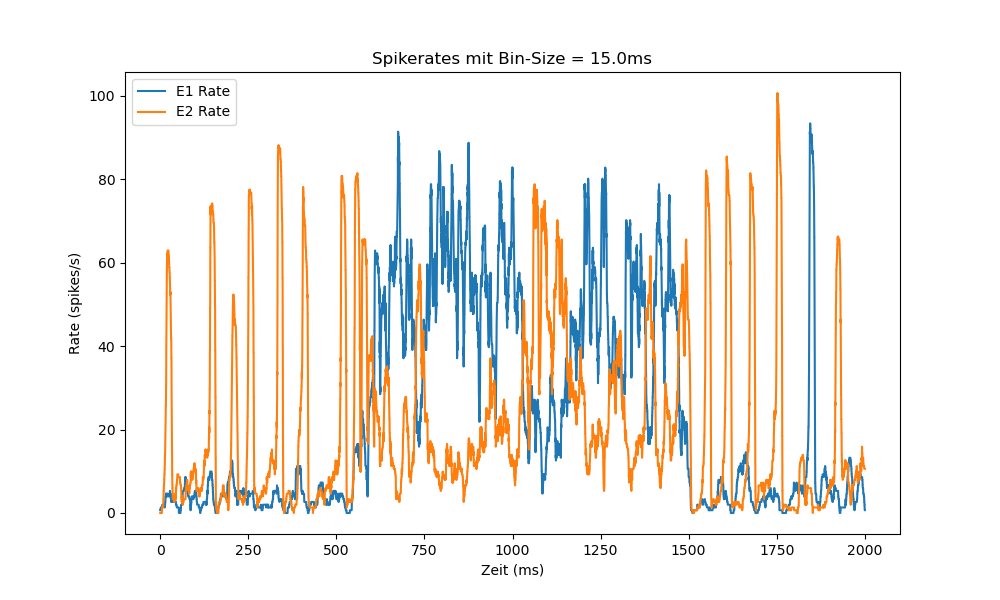 Spikerates mit Bin-Size = 15.0ms
E1 Rate
E2 Rate
100
80
60
40
20
0
Rate (spikes/s)
0 250 500 750 1000 1250 1500 1750 2000
Zeit (ms)